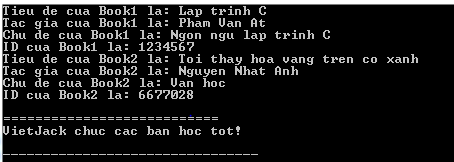 Tieu de cua Book1 la: Lap trinh C
Tac gia cua Book1 la: Pham Van At
Chu de cua Book1 la: Ngon ngu lap trinh C
ID cua Book1 la: 1234567
Tieu de cua Book2 la: Toi thay hoa vang tren co xanh
Tac gia cua Book2 la: Nguyen Nhat Anh
Chu de cua Book2 la: Van hoc
ID cua Book2 la: 6677028
===========================
VietJack chuc cac ban hoc tot!
--------------------------------